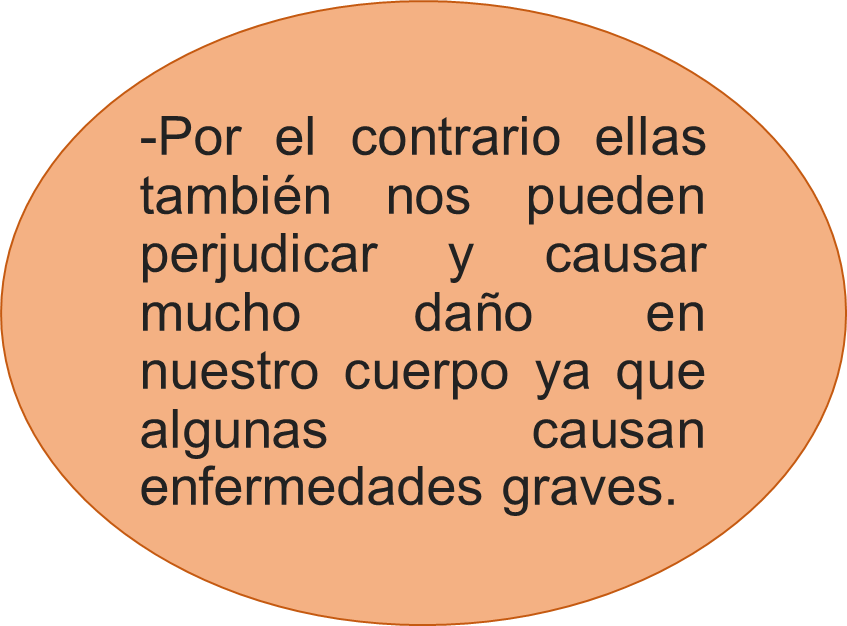 -Por el contrario ellas
también nos pueden
perjudicar y causar
mucho daño en
nuestro cuerpo ya que
algunas causan
enfermedades graves.